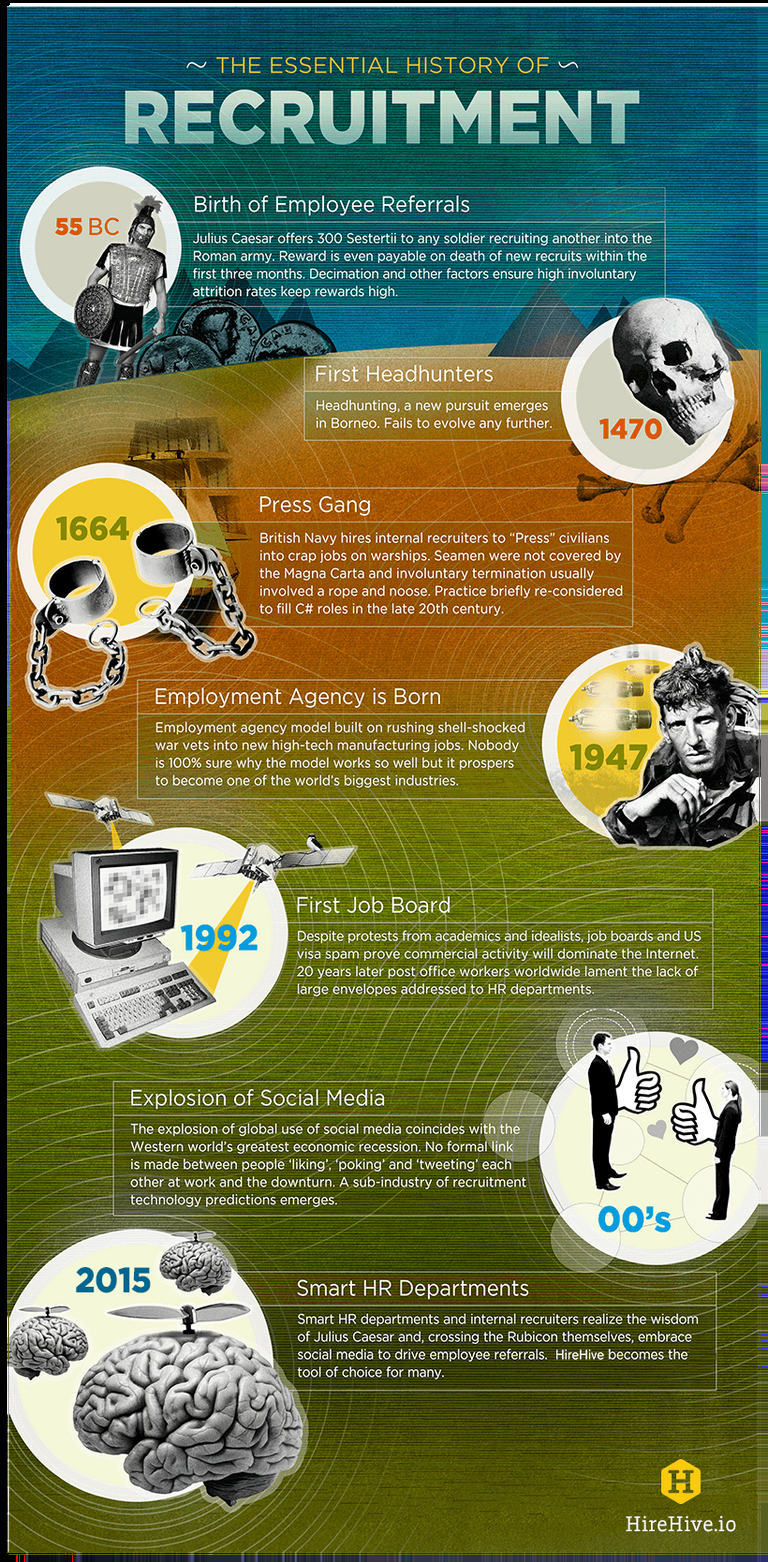 ~ THE ESSENTIAL HISTORY OF ~
RECRUITMENT
55 BC
Birth of Employee Referrals
Julius Caesar offers 300 Sestertii to any soldier recruiting another into the
Roman army. Reward is even payable on death of new recruits within the
first three months. Decimation and other factors ensure high involuntary
attrition rates keep rewards high.
First Headhunters
Headhunting, a new pursuit emerges
in Borneo. Fails to evolve any further.
1470
1664
Press Gang
British Navy hires internal recruiters to “Press” civilians
into crap jobs on warships. Seamen were not covered by
the Magna Carta and involuntary termination usually
involved a rope and noose. Practice briefly re-considered
to fill C# roles in the late 20th century.
Employment Agency is Born
Employment agency model built on rushing shell-shocked
war vets into new high-tech manufacturing jobs. Nobody
is 100% sure why the model works so well but it prospers
to become one of the world’s biggest industries.
1947
1992
First Job Board
Despite protests from academics and idealists, job boards and US
visa spam prove commercial activity will dominate the Internet.
20 years later post office workers worldwide lament the lack of
large envelopes addressed to HR departments.
Explosion of Social Media
The explosion of global use of social media coincides with the
Western world’s greatest economic recession. No formal link
is made between people ‘liking’, ‘poking’ and ‘tweeting’ each
other at work and the downturn. A sub-industry of recruitment
technology predictions emerges.
00’s
2015
Smart HR Departments
Smart HR departments and internal recruiters realize the wisdom
of Julius Caesar and, crossing the Rubicon themselves, embrace
social media to drive employee referrals. HireHive becomes the
tool of choice for many.
H
HireHive.io